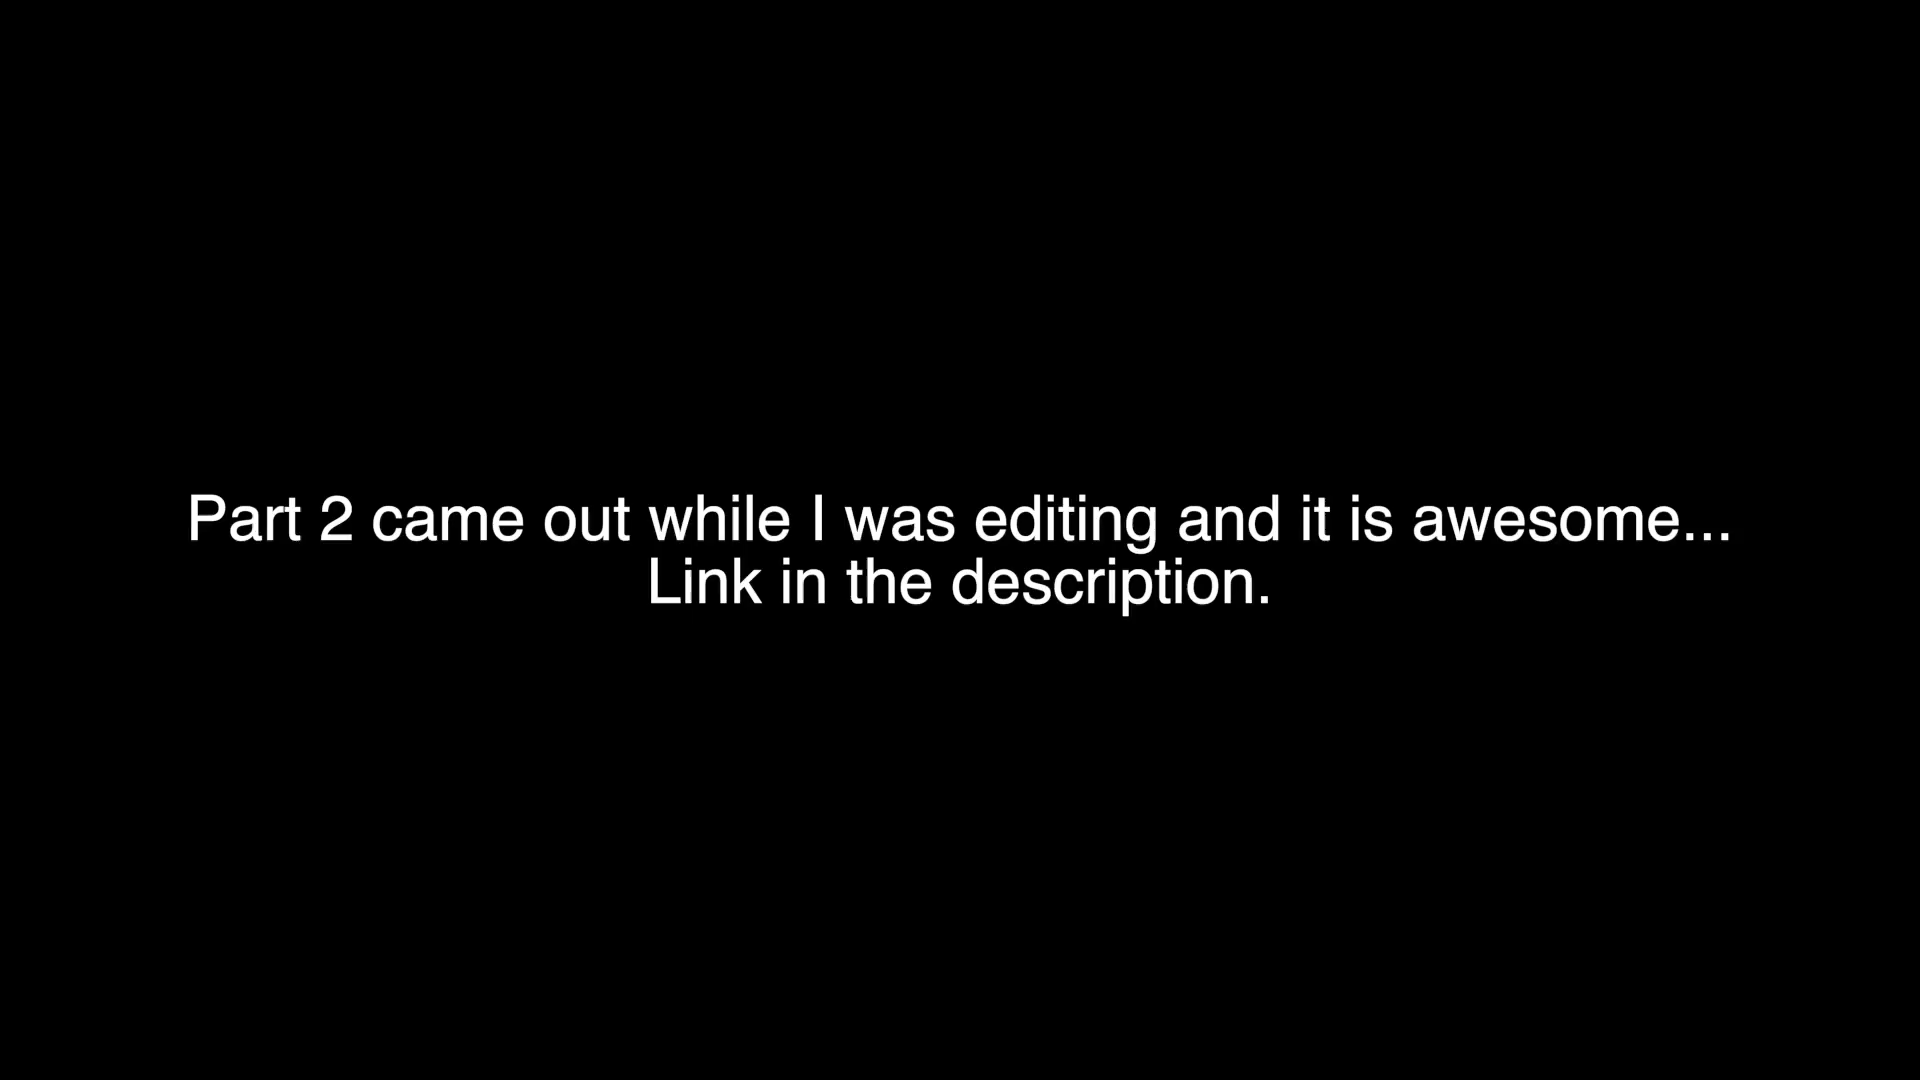 Part 2 came out while I was editing and it is awesome...
Link in the description.